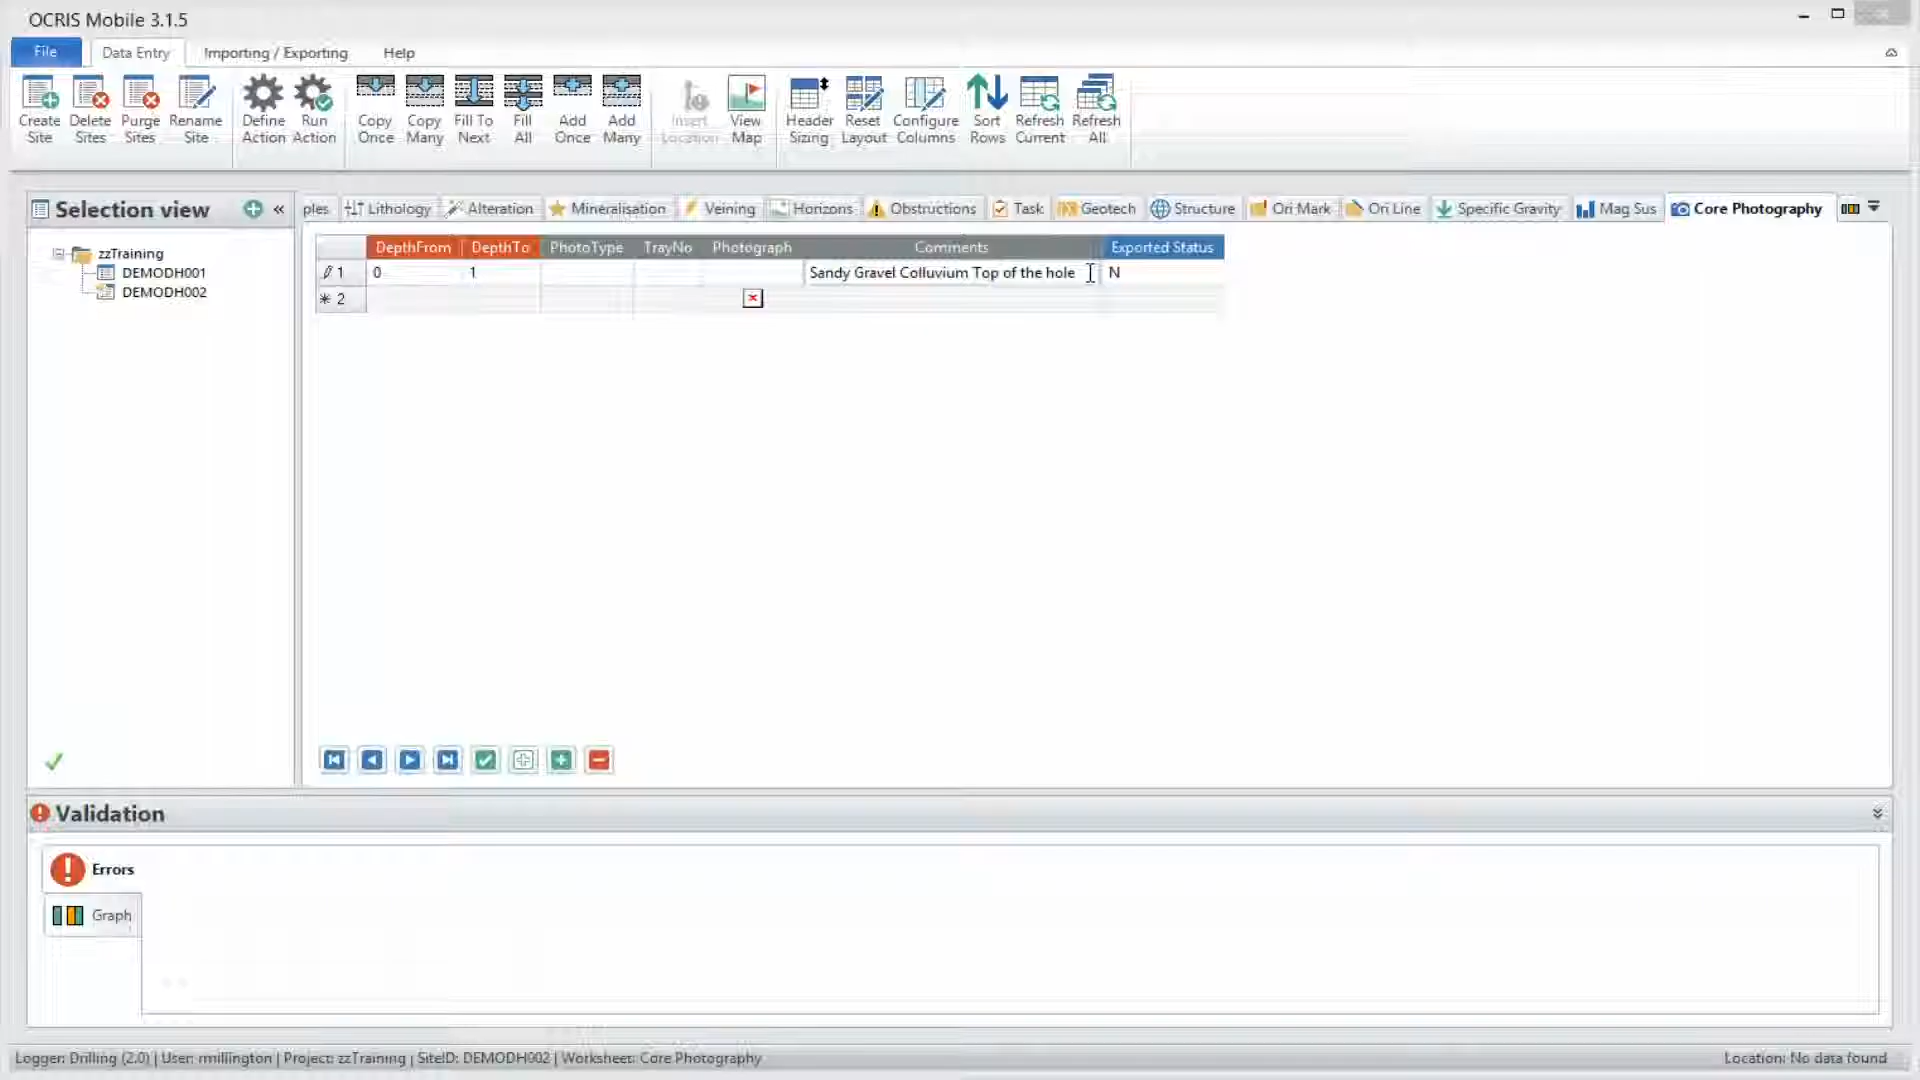 OCRIS Mobile 3.1.5
File Data Entry Importing / Exporting Help
Create Site Delete Sites Purge Sites Rename Site Define Action Run Action Copy Once Copy Many Fill To Next Fill All Add Once Add Many Insert Location View Map Header Sizing Reset Layout Configure Columns Sort Rows Refresh Current Refresh All
Selection view «
ples Lithology Alteration Mineralisation Veining Horizons Obstructions Task Geotech Structure Ori Mark Ori Line Specific Gravity Mag Sus Core Photography
zzTraining
DEMODH001
DEMODH002
DepthFrom DepthTo PhotoType TrayNo Photograph Comments Exported Status
1 0 1 Sandy Gravel Colluvium Top of the hole N
2
Validation
Errors
Graph
Logger: Drilling (2.0) | User: rmillington | Project: zzTraining | SiteID: DEMODH002 | Worksheet: Core Photography
Location: No data found